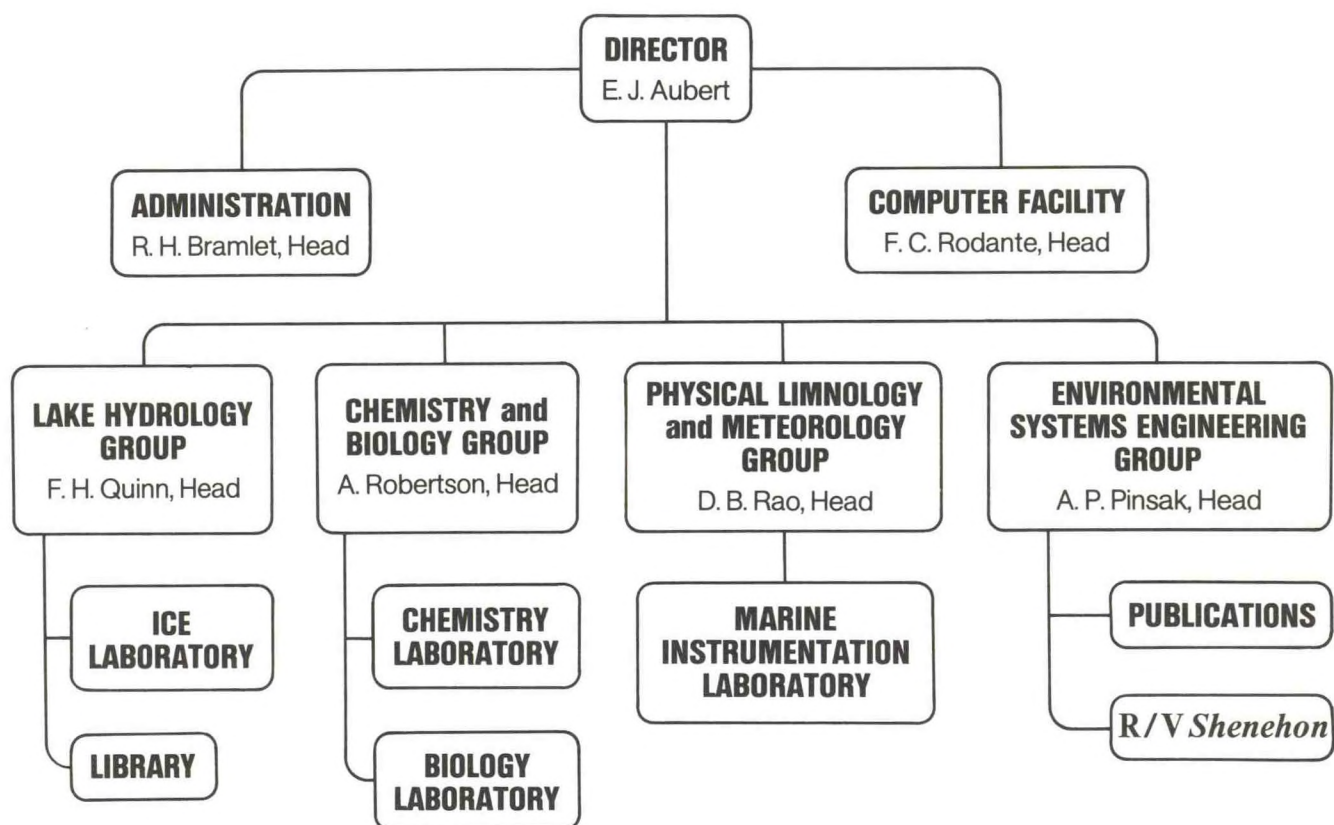 DIRECTOR
E. J. Aubert
ADMINISTRATION
R. H. Bramlet, Head
COMPUTER FACILITY
F. C. Rodante, Head
LAKE HYDROLOGY
GROUP
F. H. Quinn, Head
CHEMISTRY and
BIOLOGY GROUP
A. Robertson, Head
PHYSICAL LIMNOLOGY
and METEOROLOGY
GROUP
D. B. Rao, Head
ENVIRONMENTAL
SYSTEMS ENGINEERING
GROUP
A. P. Pinsak, Head
ICE
LABORATORY
LIBRARY
CHEMISTRY
LABORATORY
BIOLOGY
LABORATORY
MARINE
INSTRUMENTATION
LABORATORY
PUBLICATIONS
R/V Shenehon